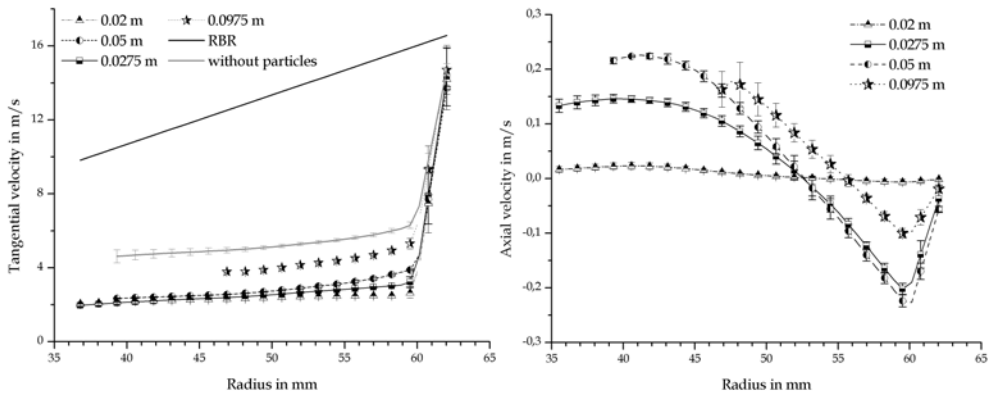 0.02 m
0.05 m
0.0275 m
0.0975 m
RBR
without particles
Tangential velocity in m/s
16
12
8
4
0
35
40
45
50
55
60
65
Radius in mm
0.02 m
0.0275 m
0.05 m
0.0975 m
Axial velocity in m/s
0,3
0,2
0,1
0,0
-0,1
-0,2
-0,3
35
40
45
50
55
60
65
Radius in mm